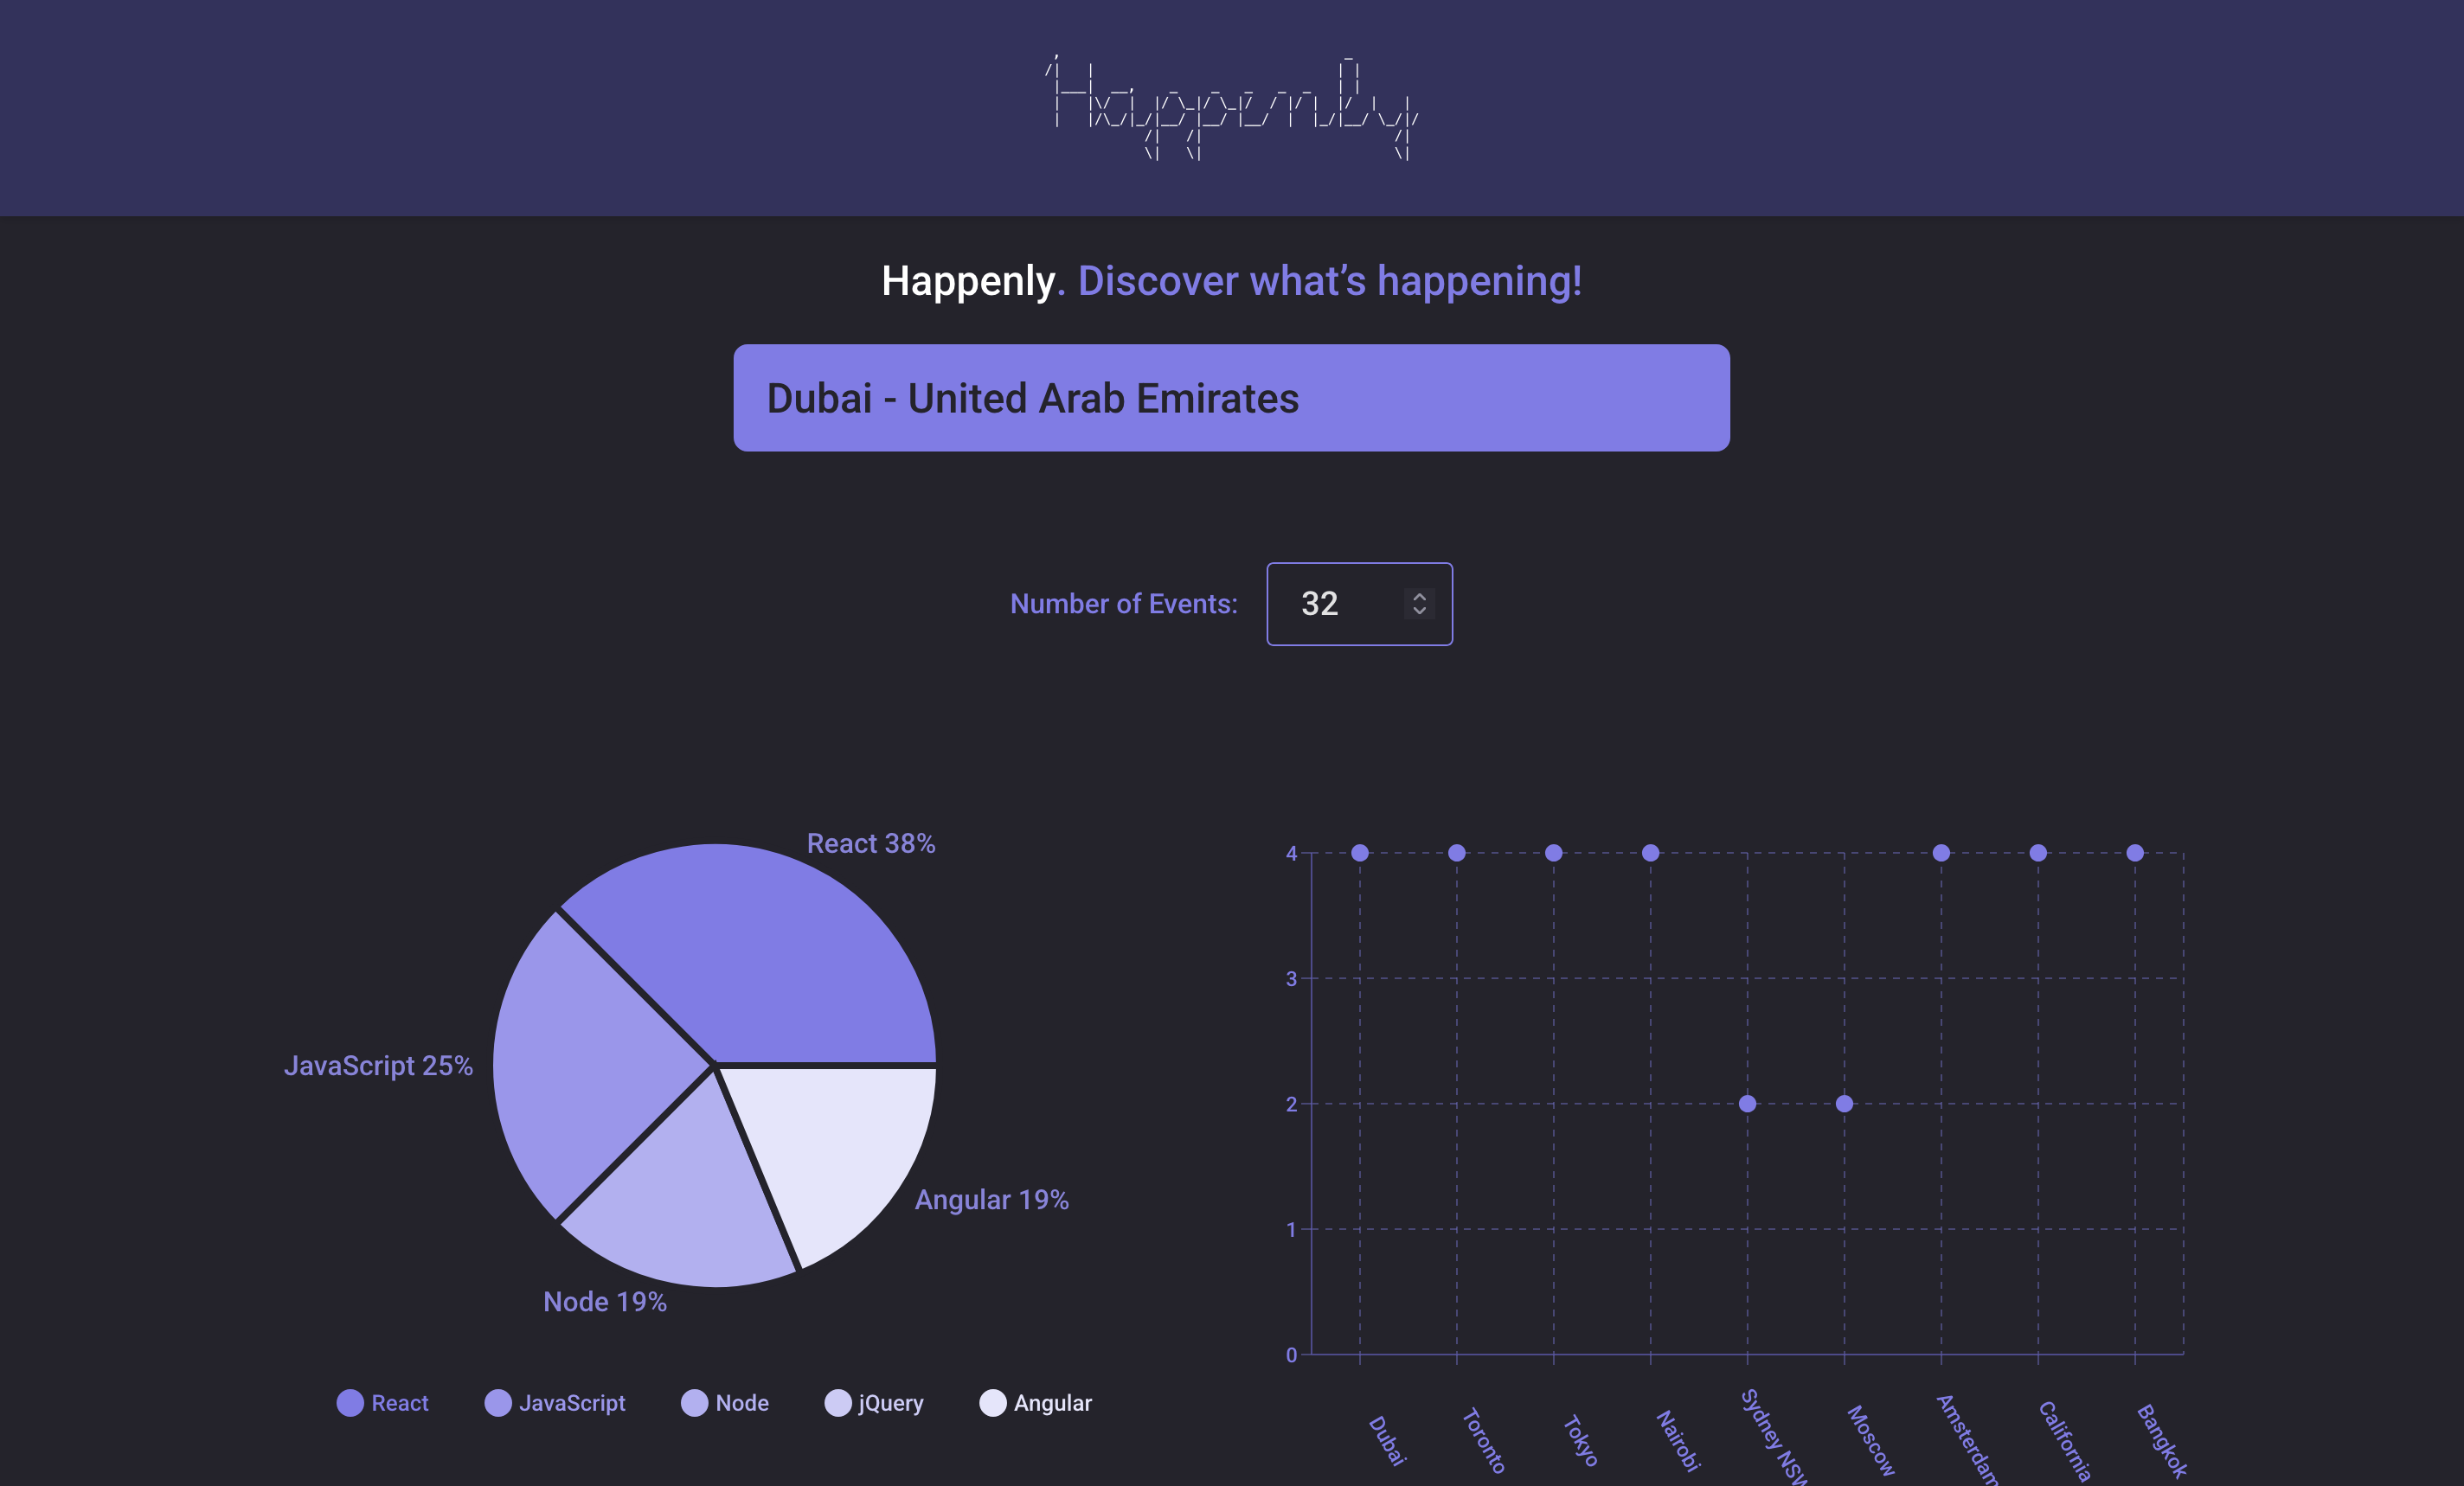 Happenly
Happenly. Discover what's happening!
Dubai - United Arab Emirates
Number of Events: 32
React 38%
JavaScript 25%
Angular 19%
Node 19%
React JavaScript Node jQuery Angular
4
3
2
1
0
Dubai Toronto Tokyo Nairobi Sydney NSW Moscow Amsterdam California Bangkok